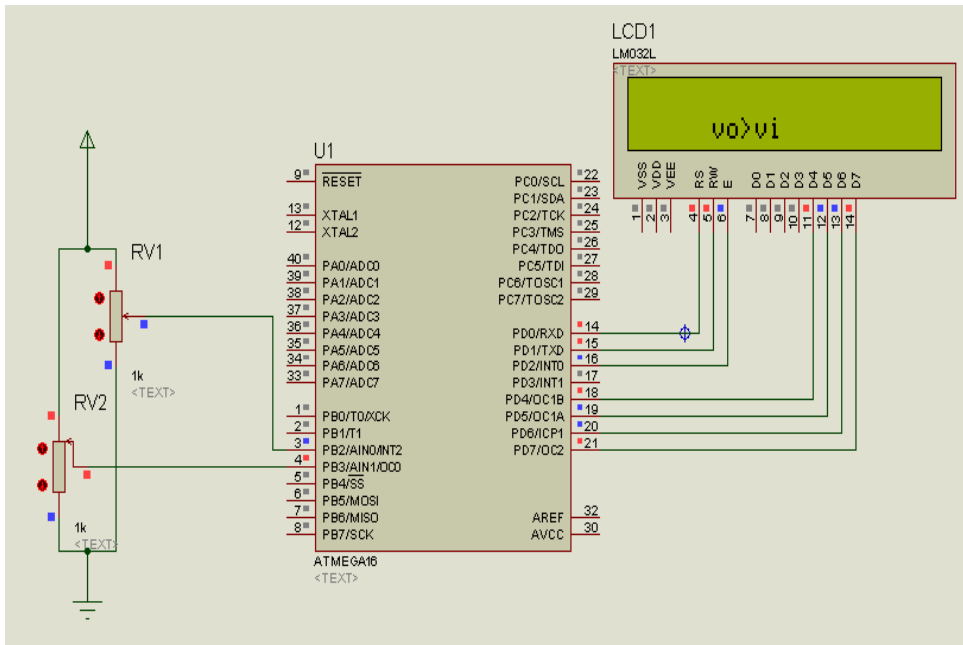 LCD1
LM032L
<TEXT>
vo>vi
VSS VDD VEE RS RW E D0 D1 D2 D3 D4 D5 D6 D7
1 2 3 4 5 6 7 8 9 10 11 12 13 14
U1
9 RESET
13 XTAL1
12 XTAL2
40 PA0/ADC0
39 PA1/ADC1
38 PA2/ADC2
37 PA3/ADC3
36 PA4/ADC4
35 PA5/ADC5
34 PA6/ADC6
33 PA7/ADC7
1 PB0/T0/XCK
2 PB1/T1
3 PB2/AIN0/INT2
4 PB3/AIN1/OC0
5 PB4/SS
6 PB5/MOSI
7 PB6/MISO
8 PB7/SCK
PC0/SCL 22
PC1/SDA 23
PC2/TCK 24
PC3/TMS 25
PC4/TDO 26
PC5/TDI 27
PC6/TOSC1 28
PC7/TOSC2 29
PD0/RXD 14
PD1/TXD 15
PD2/INT0 16
PD3/INT1 17
PD4/OC1B 18
PD5/OC1A 19
PD6/ICP1 20
PD7/OC2 21
AREF 32
AVCC 30
ATMEGA16
<TEXT>
RV1
1k
<TEXT>
RV2
1k
<TEXT>